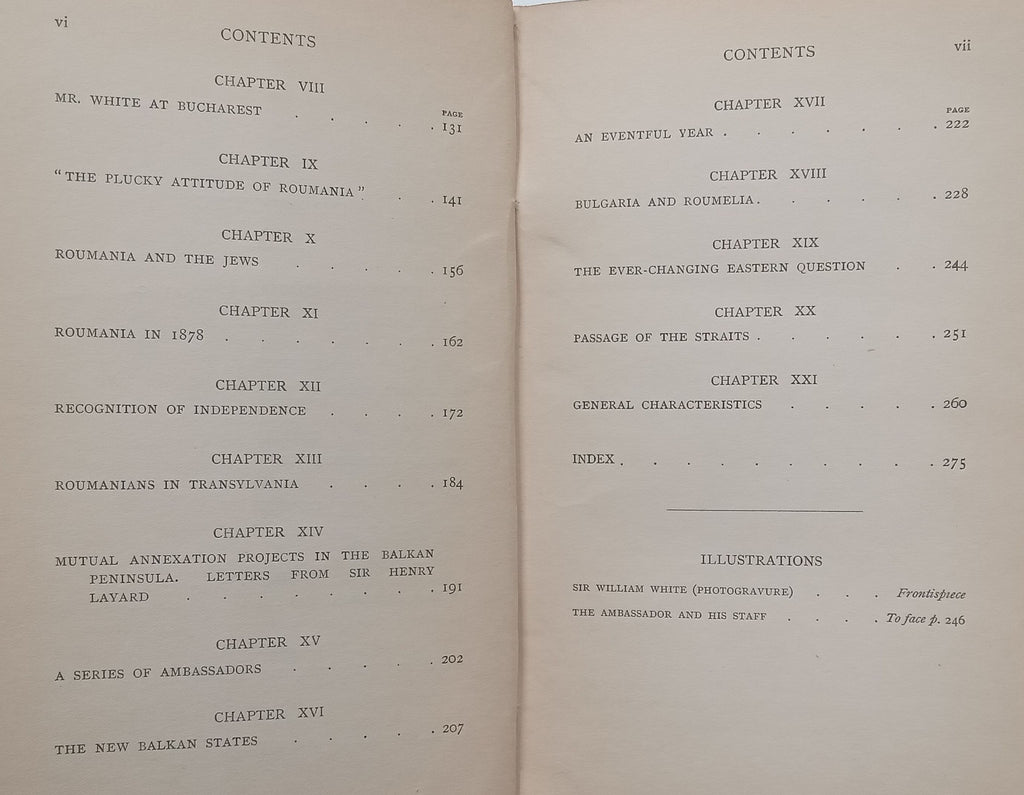 vi
CONTENTS
CHAPTER VIII
PAGE
MR. WHITE AT BUCHAREST . . . . . 131
CHAPTER IX
"THE PLUCKY ATTITUDE OF ROUMANIA" . . . 141
CHAPTER X
ROUMANIA AND THE JEWS . . . . . 156
CHAPTER XI
ROUMANIA IN 1878 . . . . . . . 162
CHAPTER XII
RECOGNITION OF INDEPENDENCE . . . . 172
CHAPTER XIII
ROUMANIANS IN TRANSYLVANIA . . . . 184
CHAPTER XIV
MUTUAL ANNEXATION PROJECTS IN THE BALKAN
PENINSULA. LETTERS FROM SIR HENRY
LAYARD . . . . . . . . 191
CHAPTER XV
A SERIES OF AMBASSADORS . . . . . 202
CHAPTER XVI
THE NEW BALKAN STATES . . . . . 207
CONTENTS
vii
CHAPTER XVII
PAGE
AN EVENTFUL YEAR . . . . . . . 222
CHAPTER XVIII
BULGARIA AND ROUMELIA . . . . . . 228
CHAPTER XIX
THE EVER-CHANGING EASTERN QUESTION . . 244
CHAPTER XX
PASSAGE OF THE STRAITS . . . . . . 251
CHAPTER XXI
GENERAL CHARACTERISTICS . . . . . 260
INDEX . . . . . . . . . . 275
ILLUSTRATIONS
SIR WILLIAM WHITE (PHOTOGRAVURE) . . . Frontispiece
THE AMBASSADOR AND HIS STAFF . . . . To face p. 246